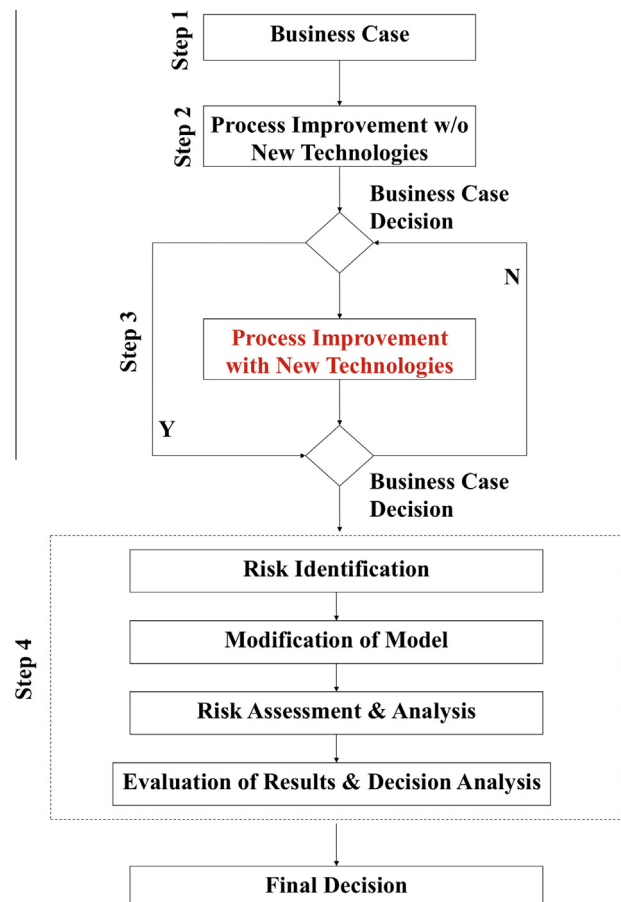 Step 1
Business Case
Step 2
Process Improvement w/o
New Technologies
Business Case
Decision
N
Step 3
Process Improvement
with New Technologies
Y
Business Case
Decision
Step 4
Risk Identification
Modification of Model
Risk Assessment & Analysis
Evaluation of Results & Decision Analysis
Final Decision